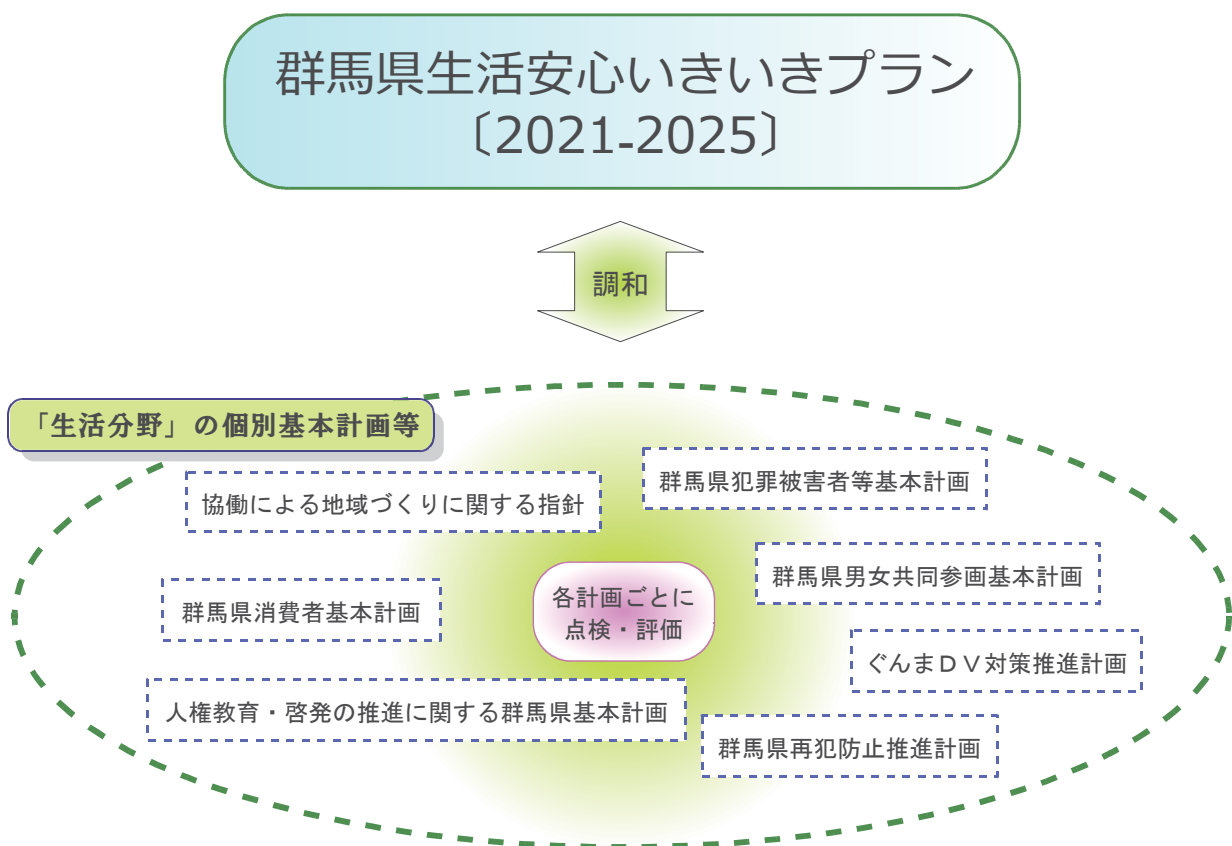 群馬県生活安心いきいきプラン
〔2021-2025〕
調和
「生活分野」の個別基本計画等
協働による地域づくりに関する指針
群馬県犯罪被害者等基本計画
群馬県男女共同参画基本計画
群馬県消費者基本計画
各計画ごとに
点検・評価
ぐんまＤＶ対策推進計画
人権教育・啓発の推進に関する群馬県基本計画
群馬県再犯防止推進計画